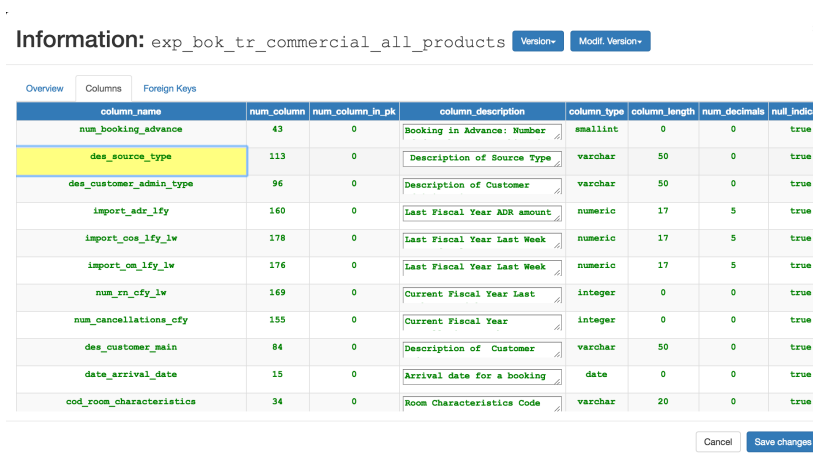 Information: exp_bok_tr_commercial_all_products Version Modif. Version
Overview Columns Foreign Keys
column_name num_column num_column_in_pk column_description column_type column_length num_decimals null_indica
num_booking_advance 43 0 Booking in Advance: Number smallint 0 0 true
des_source_type 113 0 Description of Source Type varchar 50 0 true
des_customer_admin_type 96 0 Description of Customer varchar 50 0 true
import_adr_lfy 160 0 Last Fiscal Year ADR amount numeric 17 5 true
import_cos_lfy_lw 178 0 Last Fiscal Year Last Week numeric 17 5 true
import_om_lfy_lw 176 0 Last Fiscal Year Last Week numeric 17 5 true
num_rn_cfy_lw 169 0 Current Fiscal Year Last integer 0 0 true
num_cancellations_cfy 155 0 Current Fiscal Year integer 0 0 true
des_customer_main 84 0 Description of Customer varchar 50 0 true
date_arrival_date 15 0 Arrival date for a booking date 0 0 true
cod_room_characteristics 34 0 Room Characteristics Code varchar 20 0 true
Cancel Save changes